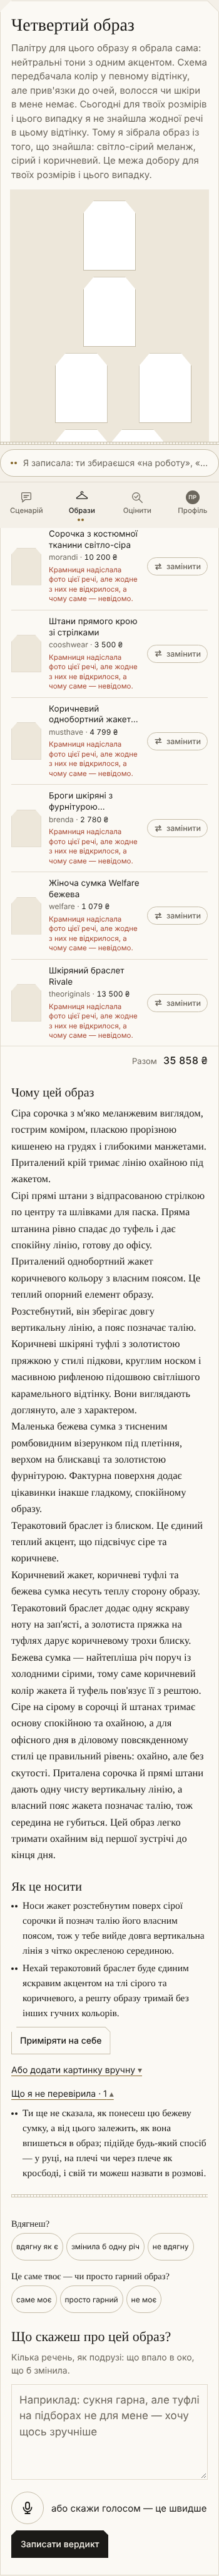 Четвертий образ
Палітру для цього образу я обрала сама:
нейтральні тони з одним акцентом. Схема
передбачала колір у певному відтінку,
але прив'язки до очей, волосся чи шкіри
в мене немає. Сьогодні для твоїх розмірів
і цього випадку я не знайшла жодної речі
в цьому відтінку. Тому я зібрала образ із
того, що знайшла: світло-сірий меланж,
сірий і коричневий. Це межа добору для
твоїх розмірів і цього випадку.
Я записала: ти збираєшся «на роботу», «...
Сценарій
Образи
Оцінити
ПР
Профіль
Сорочка з костюмної
тканини світло-сіра
morandi · 10 200 ₴
Крамниця надіслала
фото цієї речі, але жодне
з них не відкрилося, а
чому саме — невідомо.
замінити
Штани прямого крою
зі стрілками
cooshwear · 3 500 ₴
Крамниця надіслала
фото цієї речі, але жодне
з них не відкрилося, а
чому саме — невідомо.
замінити
Коричневий
однобортний жакет...
musthave · 4 799 ₴
Крамниця надіслала
фото цієї речі, але жодне
з них не відкрилося, а
чому саме — невідомо.
замінити
Броги шкіряні з
фурнітурою...
brenda · 2 780 ₴
Крамниця надіслала
фото цієї речі, але жодне
з них не відкрилося, а
чому саме — невідомо.
замінити
Жіноча сумка Welfare
бежева
welfare · 1 079 ₴
Крамниця надіслала
фото цієї речі, але жодне
з них не відкрилося, а
чому саме — невідомо.
замінити
Шкіряний браслет
Rivale
theoriginals · 13 500 ₴
Крамниця надіслала
фото цієї речі, але жодне
з них не відкрилося, а
чому саме — невідомо.
замінити
Разом 35 858 ₴
Чому цей образ
Сіра сорочка з м'яко меланжевим виглядом,
гострим коміром, пласкою прорізною
кишенею на грудях і глибокими манжетами.
Приталений крій тримає лінію охайною під
жакетом.
Сірі прямі штани з відпрасованою стрілкою
по центру та шлівками для паска. Пряма
штанина рівно спадає до туфель і дає
спокійну лінію, готову до офісу.
Приталений однобортний жакет
коричневого кольору з власним поясом. Це
теплий опорний елемент образу.
Розстебнутий, він зберігає довгу
вертикальну лінію, а пояс позначає талію.
Коричневі шкіряні туфлі з золотистою
пряжкою у стилі підкови, круглим носком і
масивною рифленою підошвою світлішого
карамельного відтінку. Вони виглядають
доглянуто, але з характером.
Маленька бежева сумка з тисненим
ромбовидним візерунком під плетіння,
верхом на блискавці та золотистою
фурнітурою. Фактурна поверхня додає
цікавинки інакше гладкому, спокійному
образу.
Теракотовий браслет із блиском. Це єдиний
теплий акцент, що підсвічує сіре та
коричневе.
Коричневий жакет, коричневі туфлі та
бежева сумка несуть теплу сторону образу.
Теракотовий браслет додає одну яскраву
ноту на зап'ясті, а золотиста пряжка на
туфлях дарує коричневому трохи блиску.
Бежева сумка — найтепліша річ поруч із
холодними сірими, тому саме коричневий
колір жакета й туфель пов'язує її з рештою.
Сіре на сірому в сорочці й штанах тримає
основу спокійною та охайною, а для
офісного дня в діловому повсякденному
стилі це правильний рівень: охайно, але без
скутості. Приталена сорочка й прямі штани
дають одну чисту вертикальну лінію, а
власний пояс жакета позначає талію, тож
середина не губиться. Цей образ легко
тримати охайним від першої зустрічі до
кінця дня.
Як це носити
•• Носи жакет розстебнутим поверх сірої
сорочки й познач талію його власним
поясом, тож у тебе вийде довга вертикальна
лінія з чітко окресленою серединою.
•• Нехай теракотовий браслет буде єдиним
яскравим акцентом на тлі сірого та
коричневого, а решту образу тримай без
інших гучних кольорів.
Приміряти на себе
Або додати картинку вручну ▾
Що я не перевірила · 1 ▴
•• Ти ще не сказала, як понесеш цю бежеву
сумку, а від цього залежить, як вона
впишеться в образ; підійде будь-який спосіб
— у руці, на плечі чи через плече як
кросбоді, і свій ти можеш назвати в розмові.
Вдягнеш?
вдягну як є
змінила б одну річ
не вдягну
Це саме твоє — чи просто гарний образ?
саме моє
просто гарний
не моє
Що скажеш про цей образ?
Кілька речень, як подрузі: що впало в око,
що б змінила.
Наприклад: сукня гарна, але туфлі
на підборах не для мене — хочу
щось зручніше
або скажи голосом — це швидше
Записати вердикт